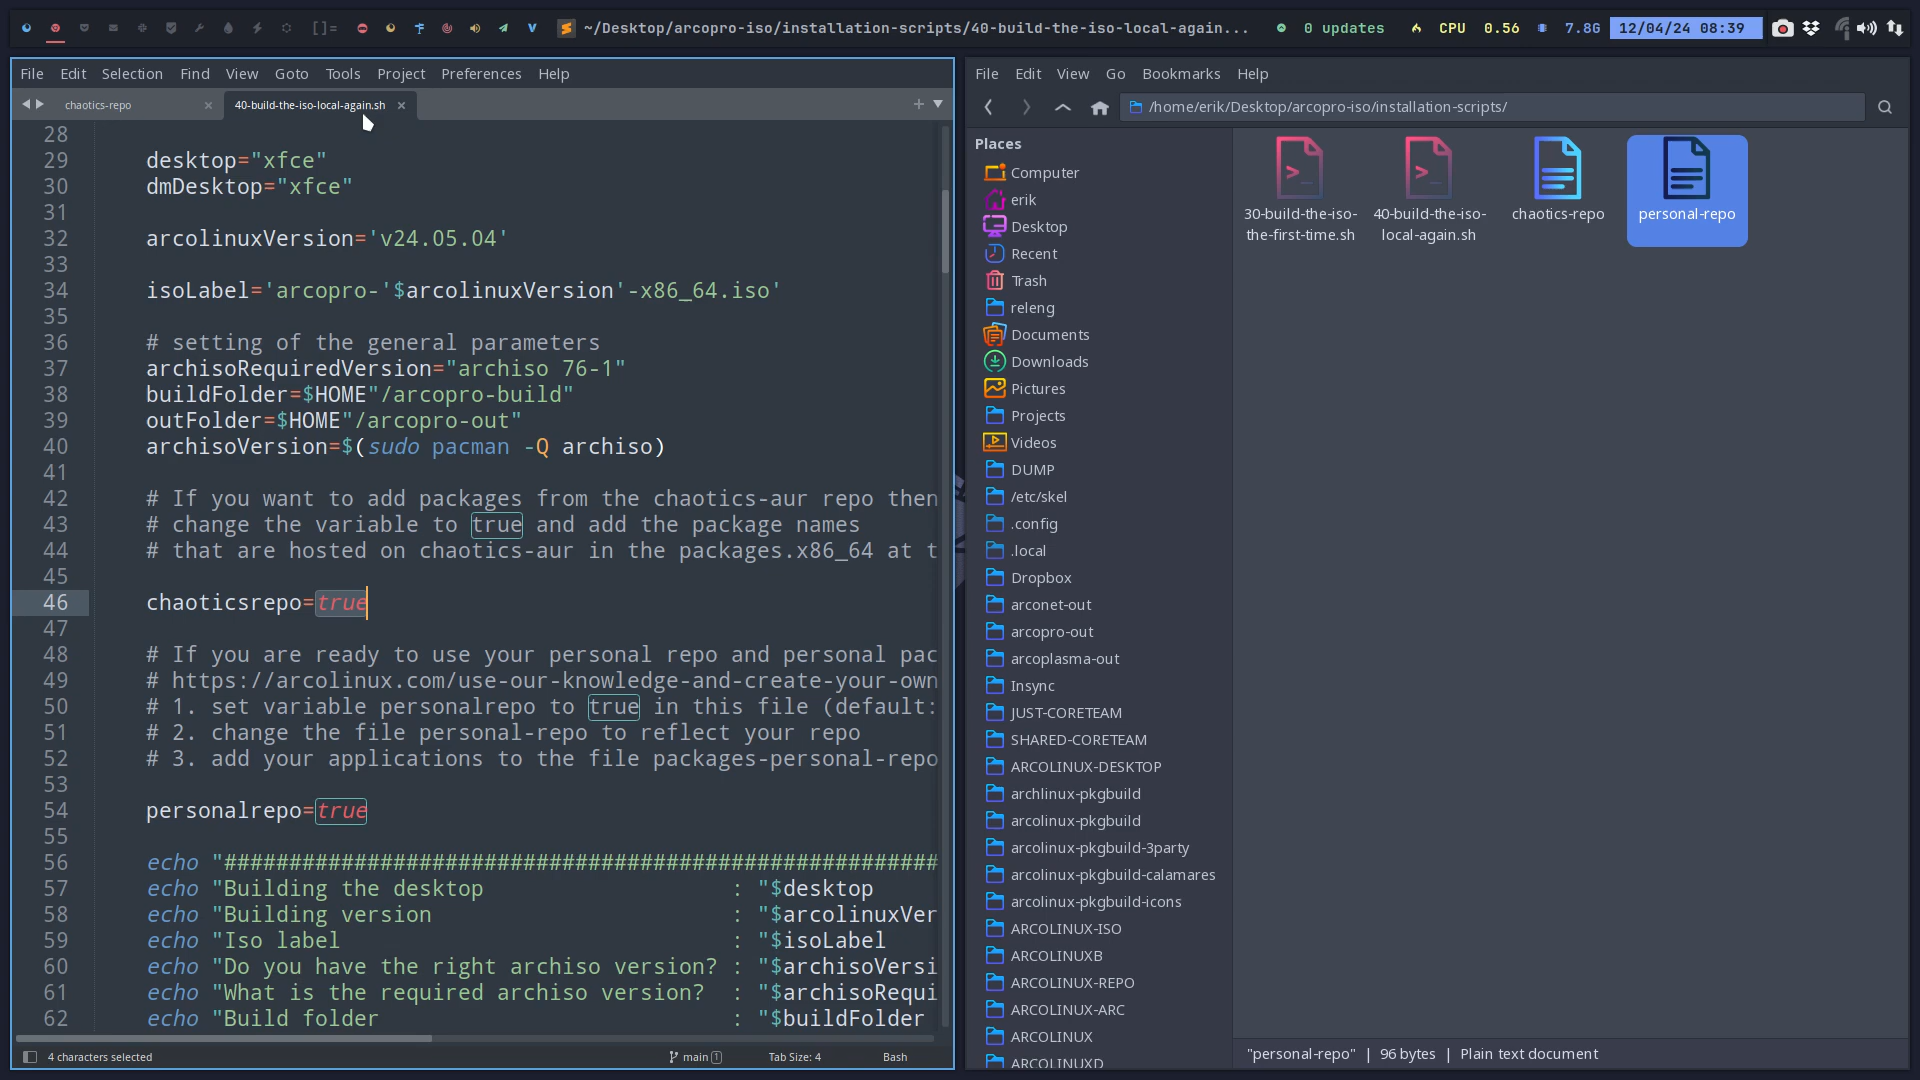 []= V ~/Desktop/arcopro-iso/installation-scripts/40-build-the-iso-local-again... 0 updates CPU 0.56 7.8G 12/04/24 08:39
File Edit Selection Find View Goto Tools Project Preferences Help
chaotics-repo × 40-build-the-iso-local-again.sh ×
28
29 desktop="xfce"
30 dmDesktop="xfce"
31
32 arcolinuxVersion='v24.05.04'
33
34 isoLabel='arcopro-'$arcolinuxVersion'-x86_64.iso'
35
36 # setting of the general parameters
37 archisoRequiredVersion="archiso 76-1"
38 buildFolder=$HOME"/arcopro-build"
39 outFolder=$HOME"/arcopro-out"
40 archisoVersion=$(sudo pacman -Q archiso)
41
42 # If you want to add packages from the chaotics-aur repo then
43 # change the variable to true and add the package names
44 # that are hosted on chaotics-aur in the packages.x86_64 at t
45
46 chaoticsrepo=true
47
48 # If you are ready to use your personal repo and personal pac
49 # https://arcolinux.com/use-our-knowledge-and-create-your-own
50 # 1. set variable personalrepo to true in this file (default:
51 # 2. change the file personal-repo to reflect your repo
52 # 3. add your applications to the file packages-personal-repo
53
54 personalrepo=true
55
56 echo "#######################################################
57 echo "Building the desktop : "$desktop
58 echo "Building version : "$arcolinuxVer
59 echo "Iso label : "$isoLabel
60 echo "Do you have the right archiso version? : "$archisoVersi
61 echo "What is the required archiso version? : "$archisoRequi
62 echo "Build folder : "$buildFolder
4 characters selected main 1 Tab Size: 4 Bash
File Edit View Go Bookmarks Help
/home/erik/Desktop/arcopro-iso/installation-scripts/
Places
Computer
erik
Desktop
Recent
Trash
releng
Documents
Downloads
Pictures
Projects
Videos
DUMP
/etc/skel
.config
.local
Dropbox
arconet-out
arcopro-out
arcoplasma-out
Insync
JUST-CORETEAM
SHARED-CORETEAM
ARCOLINUX-DESKTOP
archlinux-pkgbuild
arcolinux-pkgbuild
arcolinux-pkgbuild-3party
arcolinux-pkgbuild-calamares
arcolinux-pkgbuild-icons
ARCOLINUX-ISO
ARCOLINUXB
ARCOLINUX-REPO
ARCOLINUX-ARC
ARCOLINUX
ARCOLINUXD
30-build-the-iso-
the-first-time.sh
40-build-the-iso-
local-again.sh
chaotics-repo
personal-repo
"personal-repo" | 96 bytes | Plain text document